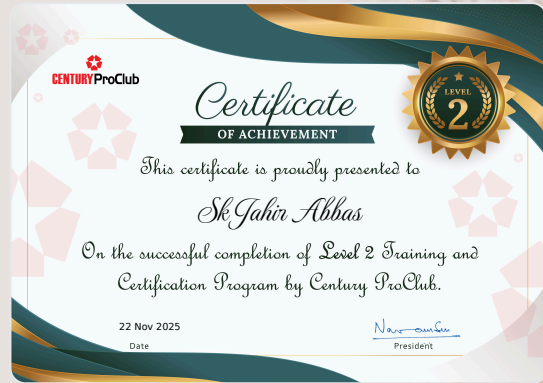 CENTURY ProClub
Certificate
OF ACHIEVEMENT
LEVEL
2
This certificate is proudly presented to
Sk Jahir Abbas
On the successful completion of Level 2 Training and
Certification Program by Century ProClub.
22 Nov 2025
Date
President